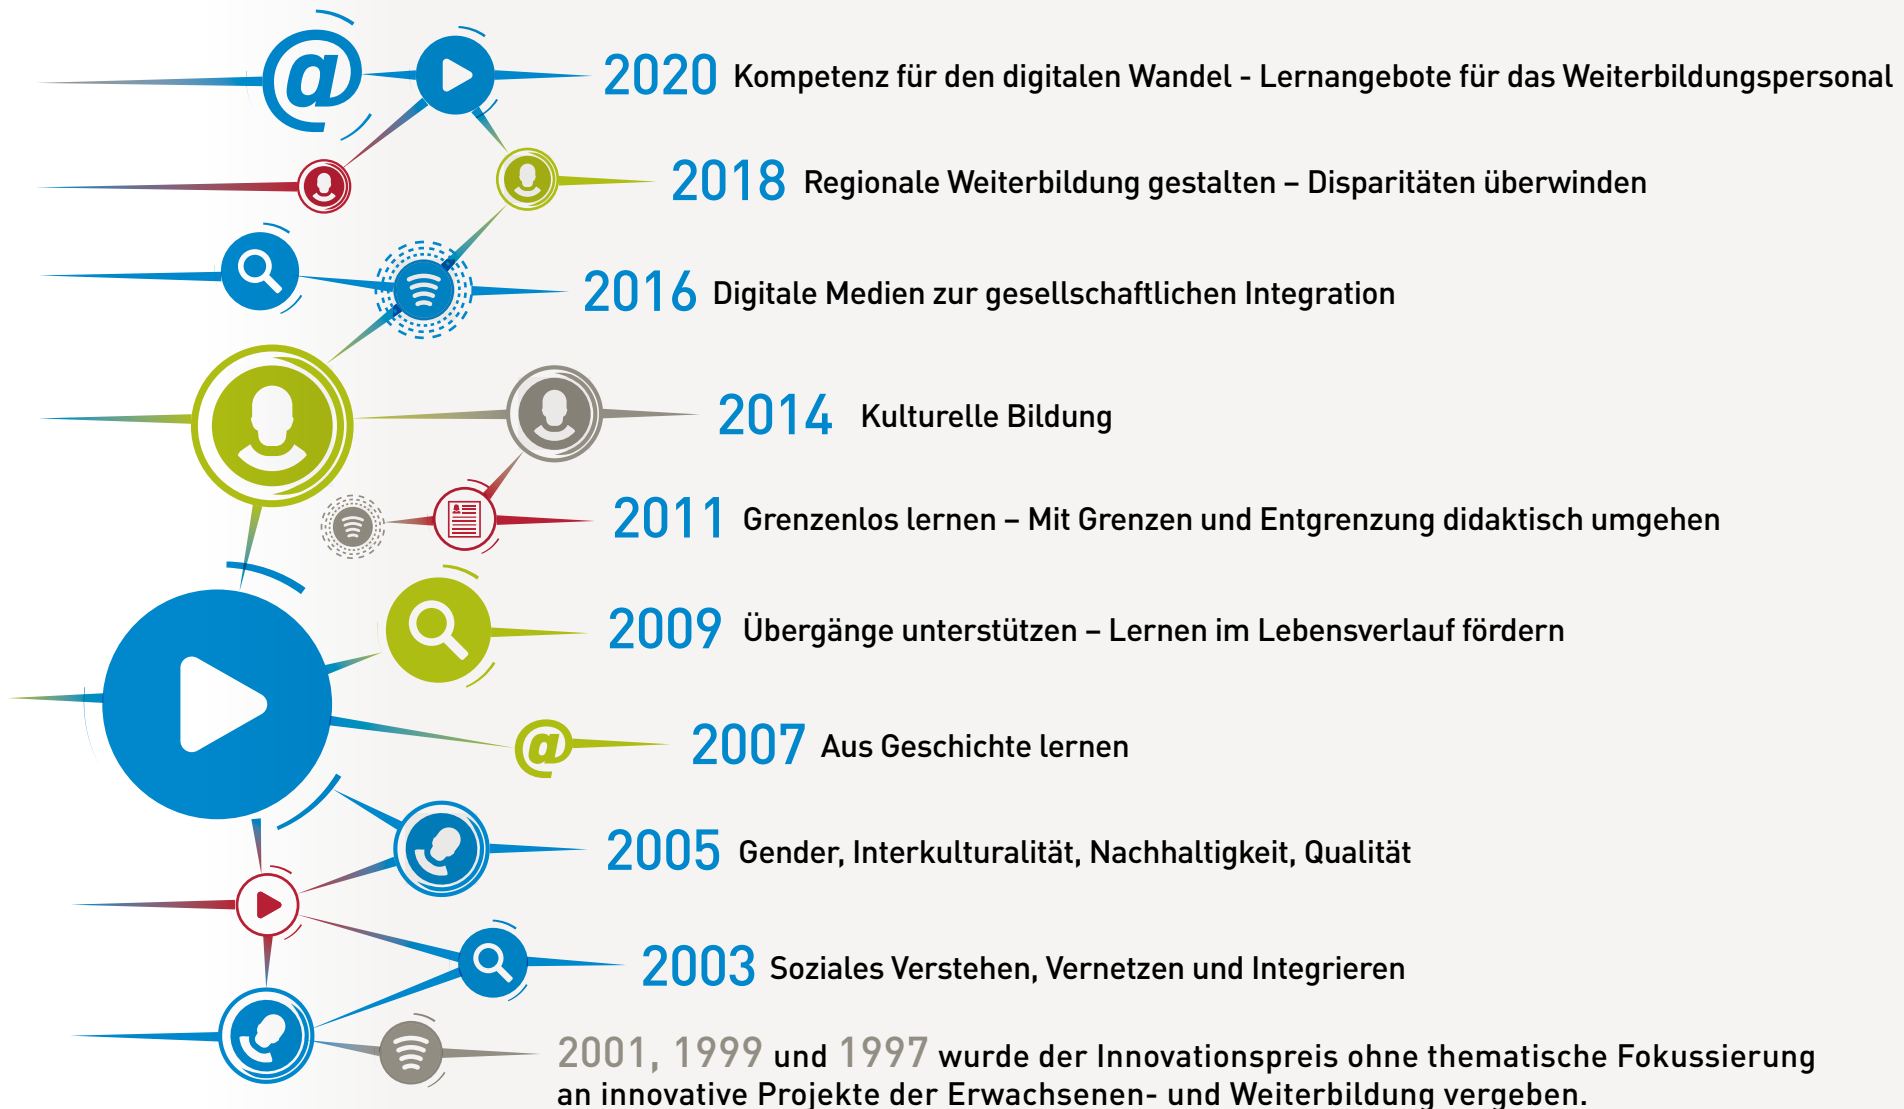 2020 Kompetenz für den digitalen Wandel - Lernangebote für das Weiterbildungspersonal
2018 Regionale Weiterbildung gestalten – Disparitäten überwinden
2016 Digitale Medien zur gesellschaftlichen Integration
2014 Kulturelle Bildung
2011 Grenzenlos lernen – Mit Grenzen und Entgrenzung didaktisch umgehen
2009 Übergänge unterstützen – Lernen im Lebensverlauf fördern
2007 Aus Geschichte lernen
2005 Gender, Interkulturalität, Nachhaltigkeit, Qualität
2003 Soziales Verstehen, Vernetzen und Integrieren
2001, 1999 und 1997 wurde der Innovationspreis ohne thematische Fokussierung
an innovative Projekte der Erwachsenen- und Weiterbildung vergeben.